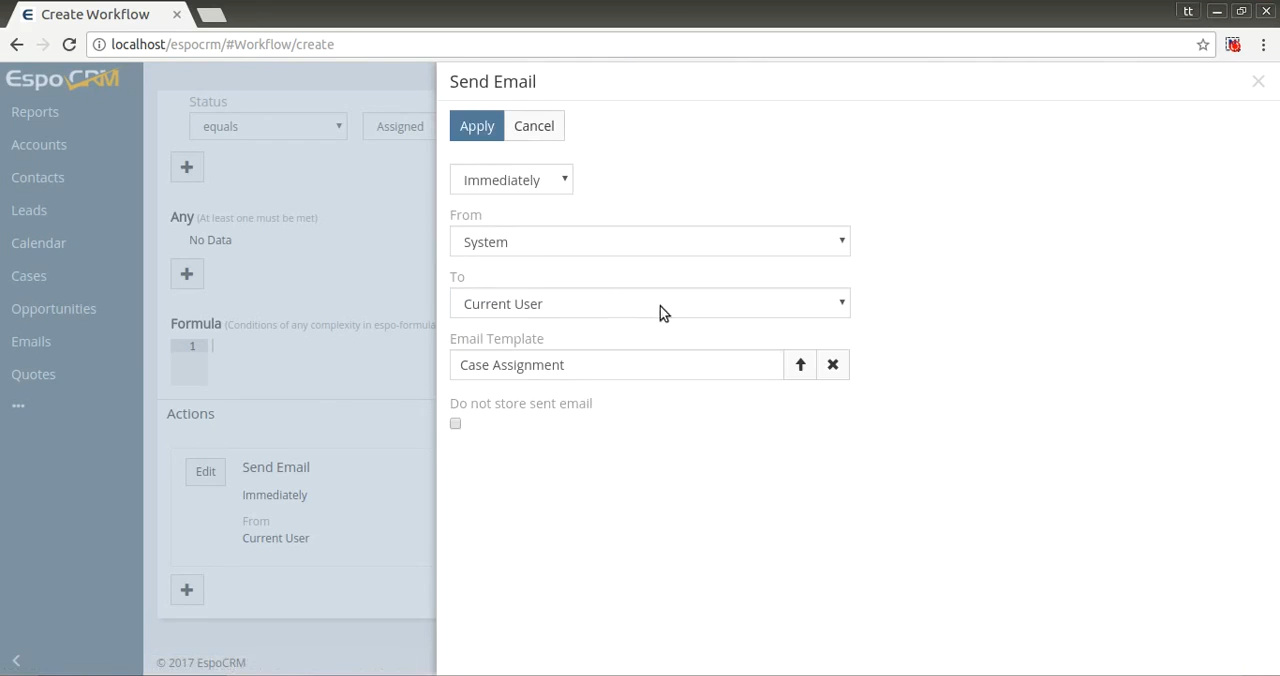 Create Workflow
tt
localhost/espocrm/#Workflow/create
EspoCRM
Reports
Accounts
Contacts
Leads
Calendar
Cases
Opportunities
Emails
Quotes
Status
equals
Assigned
Any (At least one must be met)
No Data
Formula (Conditions of any complexity in espo-formula
1
Actions
Edit
Send Email
Immediately
From
Current User
© 2017 EspoCRM
Send Email
Apply
Cancel
Immediately
From
System
To
Current User
Email Template
Case Assignment
Do not store sent email